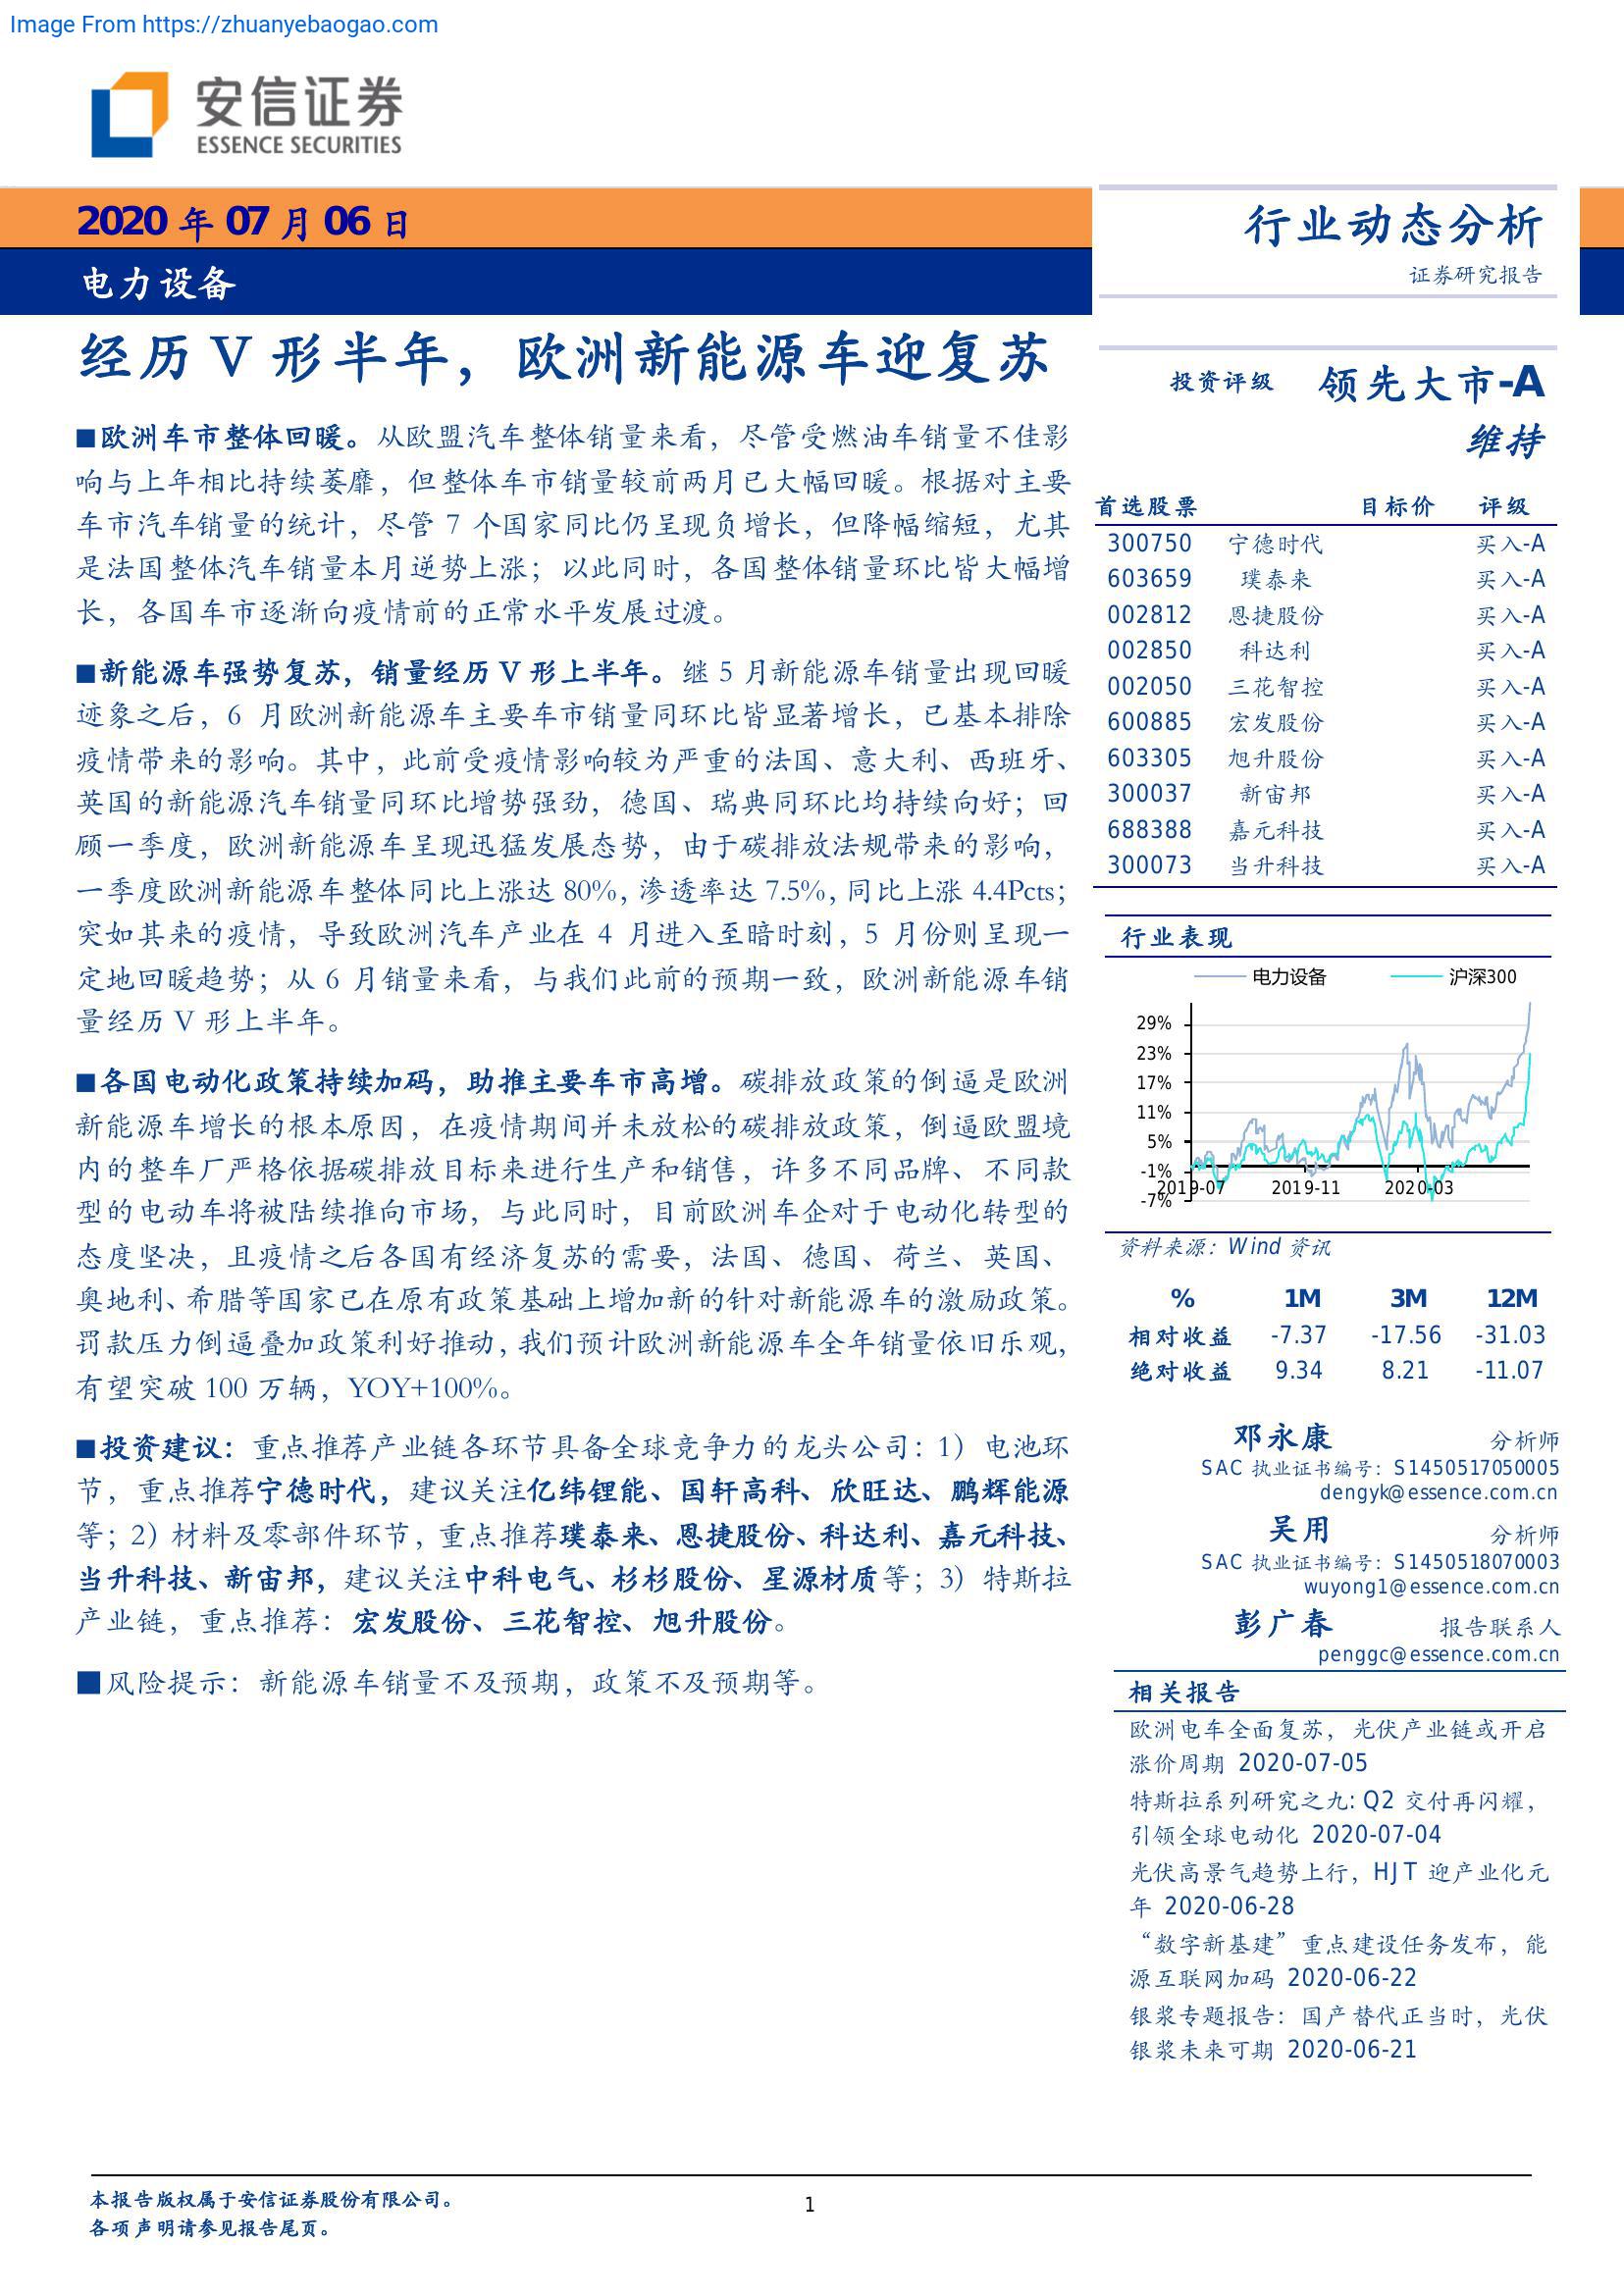 Image From https://zhuanyebaogao.com
安信证券
ESSENCE SECURITIES
2020 年 07 月 06 日
电力设备
经历 V 形半年，欧洲新能源车迎复苏
■欧洲车市整体回暖。从欧盟汽车整体销量来看，尽管受燃油车销量不佳影
响与上年相比持续萎靡，但整体车市销量较前两月已大幅回暖。根据对主要
车市汽车销量的统计，尽管 7 个国家同比仍呈现负增长，但降幅缩短，尤其
是法国整体汽车销量本月逆势上涨；以此同时，各国整体销量环比皆大幅增
长，各国车市逐渐向疫情前的正常水平发展过渡。
■新能源车强势复苏，销量经历 V 形上半年。继 5 月新能源车销量出现回暖
迹象之后，6 月欧洲新能源车主要车市销量同环比皆显著增长，已基本排除
疫情带来的影响。其中，此前受疫情影响较为严重的法国、意大利、西班牙、
英国的新能源汽车销量同环比增势强劲，德国、瑞典同环比均持续向好；回
顾一季度，欧洲新能源车呈现迅猛发展态势，由于碳排放法规带来的影响，
一季度欧洲新能源车整体同比上涨达 80%，渗透率达 7.5%，同比上涨 4.4Pcts；
突如其来的疫情，导致欧洲汽车产业在 4 月进入至暗时刻，5 月份则呈现一
定地回暖趋势；从 6 月销量来看，与我们此前的预期一致，欧洲新能源车销
量经历 V 形上半年。
■各国电动化政策持续加码，助推主要车市高增。碳排放政策的倒逼是欧洲
新能源车增长的根本原因，在疫情期间并未放松的碳排放政策，倒逼欧盟境
内的整车厂严格依据碳排放目标来进行生产和销售，许多不同品牌、不同款
型的电动车将被陆续推向市场，与此同时，目前欧洲车企对于电动化转型的
态度坚决，且疫情之后各国有经济复苏的需要，法国、德国、荷兰、英国、
奥地利、希腊等国家已在原有政策基础上增加新的针对新能源车的激励政策。
罚款压力倒逼叠加政策利好推动，我们预计欧洲新能源车全年销量依旧乐观，
有望突破 100 万辆，YOY+100%。
■投资建议：重点推荐产业链各环节具备全球竞争力的龙头公司：1）电池环
节，重点推荐宁德时代，建议关注亿纬锂能、国轩高科、欣旺达、鹏辉能源
等；2）材料及零部件环节，重点推荐璞泰来、恩捷股份、科达利、嘉元科技、
当升科技、新宙邦，建议关注中科电气、杉杉股份、星源材质等；3）特斯拉
产业链，重点推荐：宏发股份、三花智控、旭升股份。
■风险提示：新能源车销量不及预期，政策不及预期等。
行业动态分析
证券研究报告
投资评级 领先大市-A
维持
首选股票 目标价 评级
300750 宁德时代 买入-A
603659 璞泰来 买入-A
002812 恩捷股份 买入-A
002850 科达利 买入-A
002050 三花智控 买入-A
600885 宏发股份 买入-A
603305 旭升股份 买入-A
300037 新宙邦 买入-A
688388 嘉元科技 买入-A
300073 当升科技 买入-A
行业表现
电力设备 沪深300
29%
23%
17%
11%
5%
-1%
-7%
2019-07 2019-11 2020-03
资料来源：Wind 资讯
% 1M 3M 12M
相对收益 -7.37 -17.56 -31.03
绝对收益 9.34 8.21 -11.07
邓永康 分析师
SAC 执业证书编号：S1450517050005
dengyk@essence.com.cn
吴用 分析师
SAC 执业证书编号：S1450518070003
wuyong1@essence.com.cn
彭广春 报告联系人
penggc@essence.com.cn
相关报告
欧洲电车全面复苏，光伏产业链或开启
涨价周期 2020-07-05
特斯拉系列研究之九：Q2 交付再闪耀，
引领全球电动化 2020-07-04
光伏高景气趋势上行，HJT 迎产业化元
年 2020-06-28
“数字新基建”重点建设任务发布，能
源互联网加码 2020-06-22
银浆专题报告：国产替代正当时，光伏
银浆未来可期 2020-06-21
本报告版权属于安信证券股份有限公司。
各项声明请参见报告尾页。
1